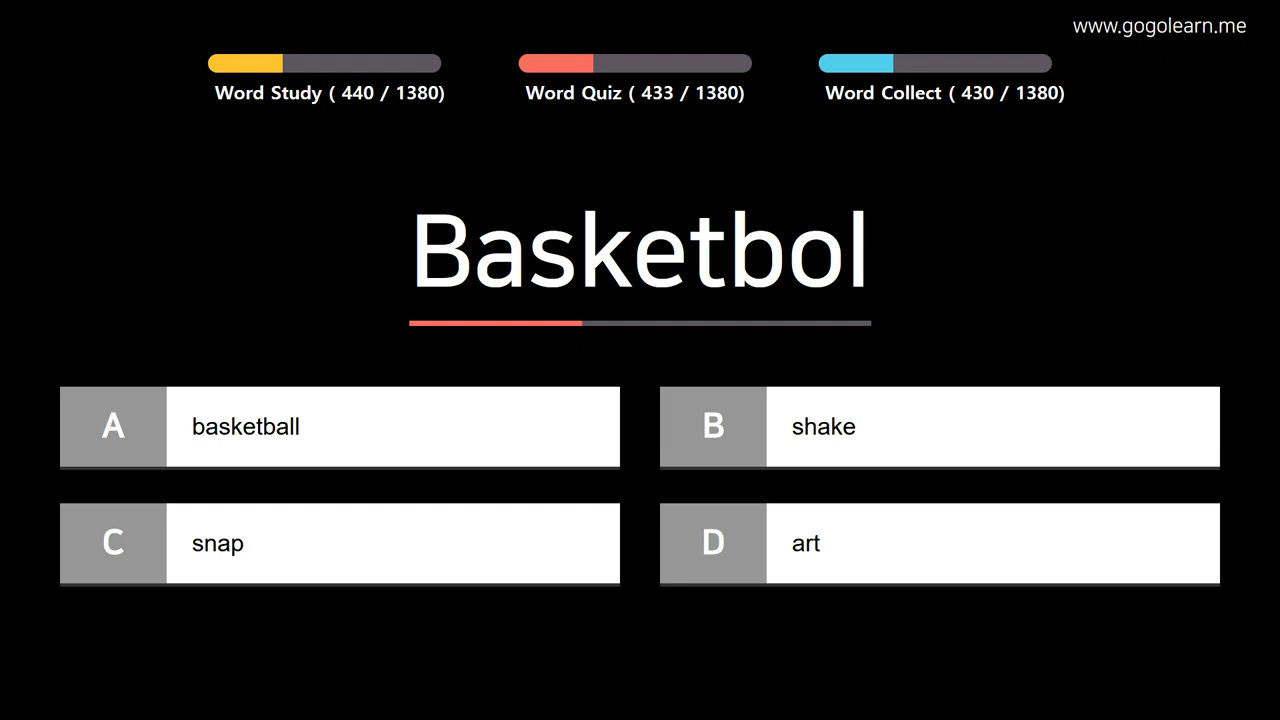 www.gogolearn.me
Word Study ( 440 / 1380)
Word Quiz ( 433 / 1380)
Word Collect ( 430 / 1380)
Basketbol
A basketball
B shake
C snap
D art